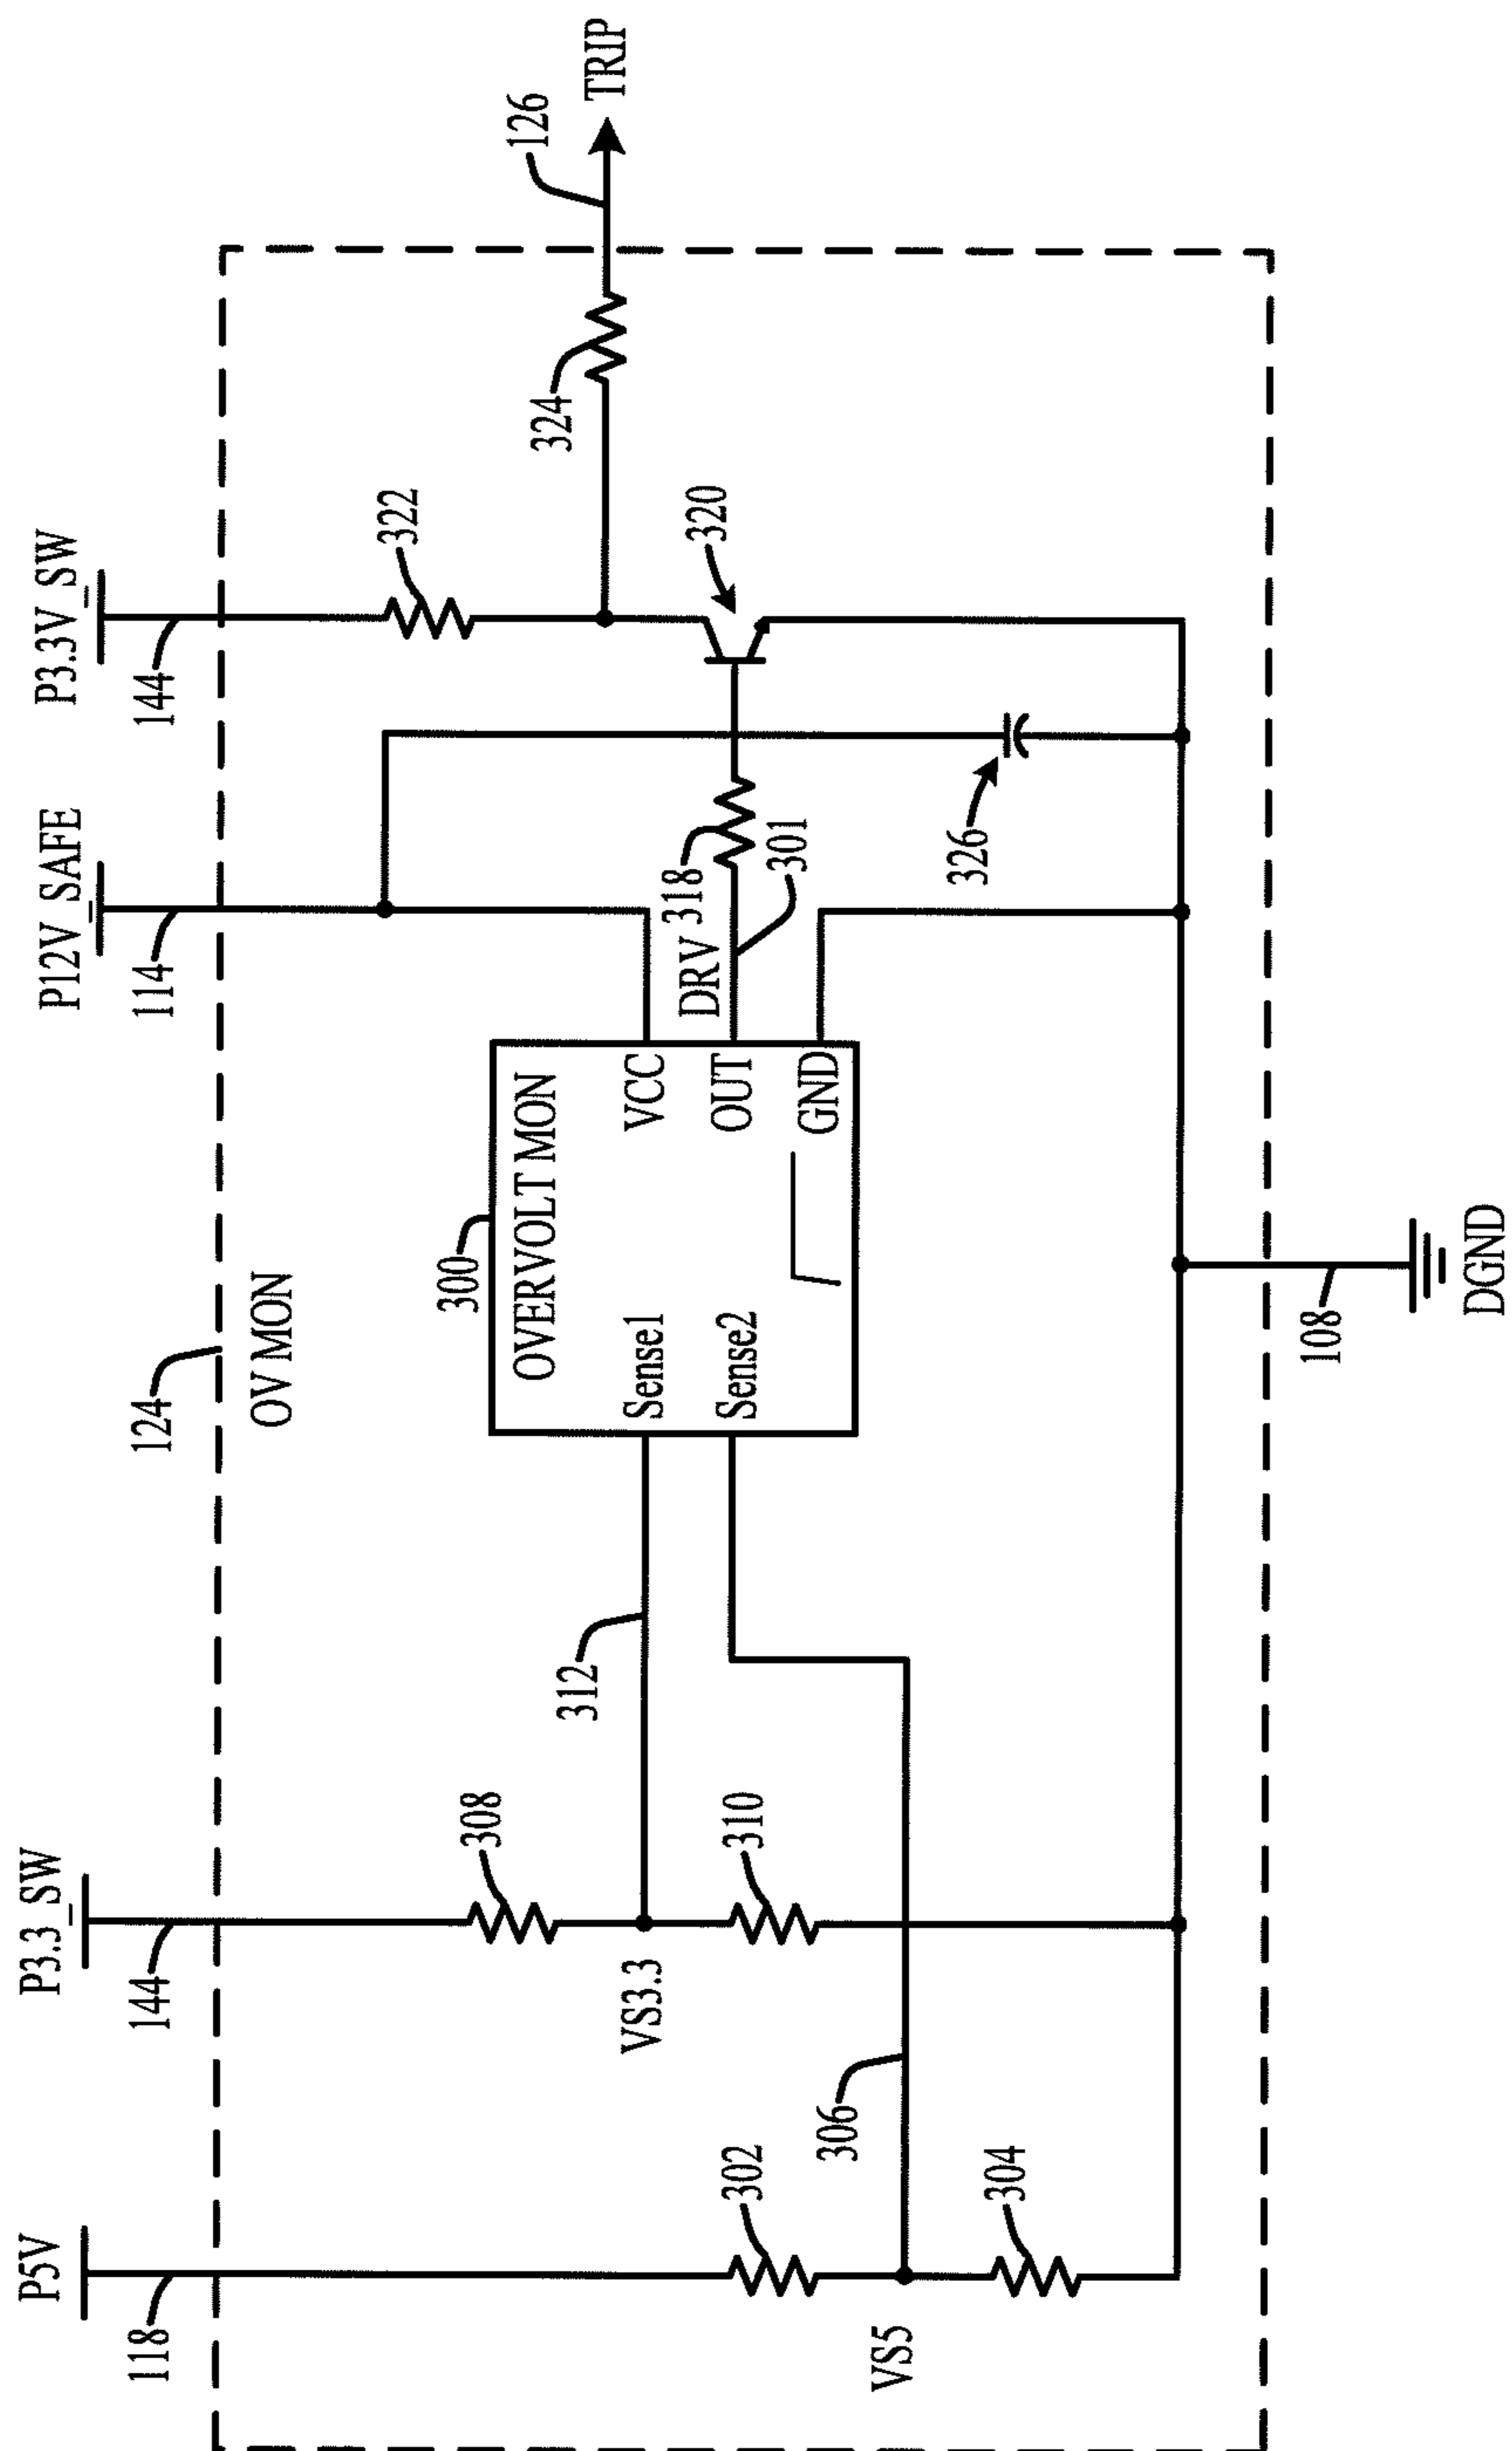 P5V
118
P3.3_SW
144
P12V_SAFE
114
P3.3V_SW
144
124
OV MON
308
322
300
OVERVOLT MON
312
VS3.3
Sense1
VCC
324
126
TRIP
302
310
Sense2
OUT
DRV
318
320
GND
301
306
VS5
304
326
108
DGND